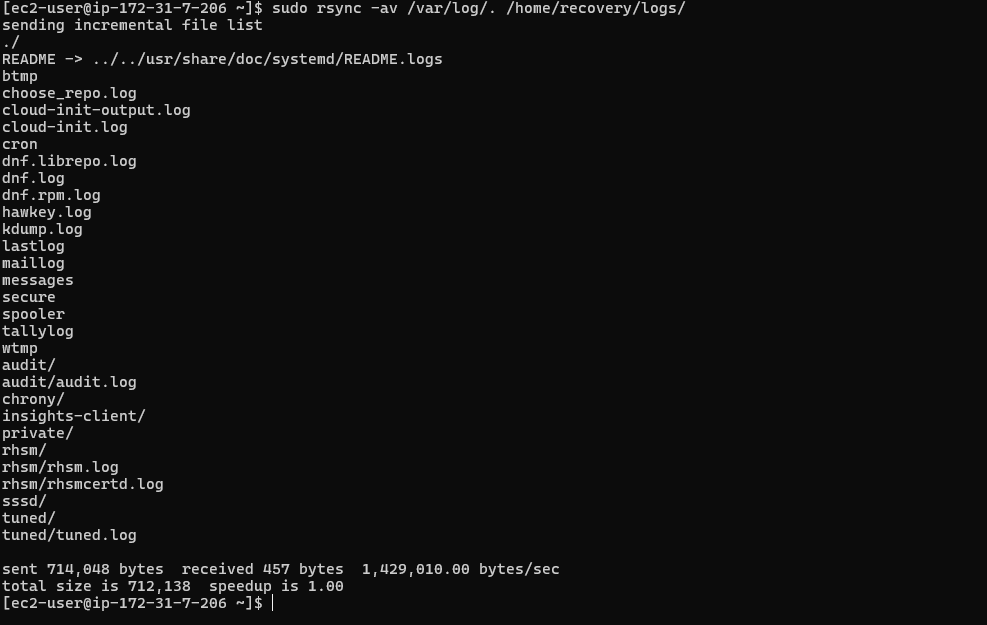 [ec2-user@ip-172-31-7-206 ~]$ sudo rsync -av /var/log/. /home/recovery/logs/
sending incremental file list
./
README -> ../../usr/share/doc/systemd/README.logs
btmp
choose_repo.log
cloud-init-output.log
cloud-init.log
cron
dnf.librepo.log
dnf.log
dnf.rpm.log
hawkey.log
kdump.log
lastlog
maillog
messages
secure
spooler
tallylog
wtmp
audit/
audit/audit.log
chrony/
insights-client/
private/
rhsm/
rhsm/rhsm.log
rhsm/rhsmcertd.log
sssd/
tuned/
tuned/tuned.log

sent 714,048 bytes  received 457 bytes  1,429,010.00 bytes/sec
total size is 712,138  speedup is 1.00
[ec2-user@ip-172-31-7-206 ~]$